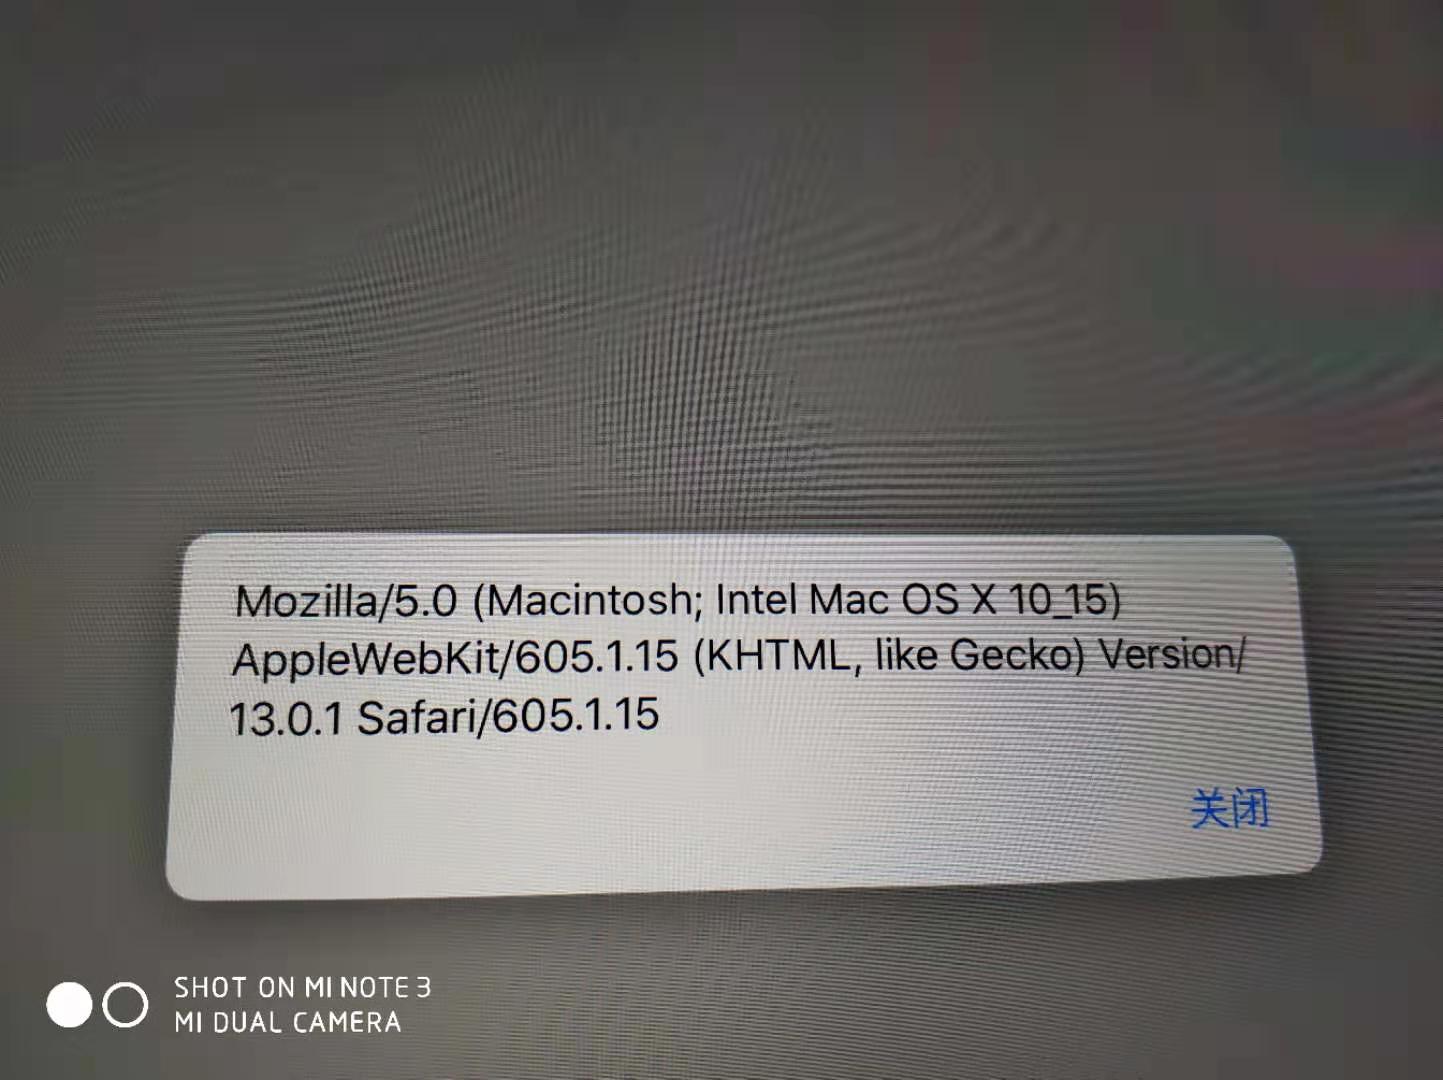 Mozilla/5.0 (Macintosh; Intel Mac OS X 10_15)
AppleWebKit/605.1.15 (KHTML, like Gecko) Version/
13.0.1 Safari/605.1.15
关闭
SHOT ON MI NOTE 3
MI DUAL CAMERA